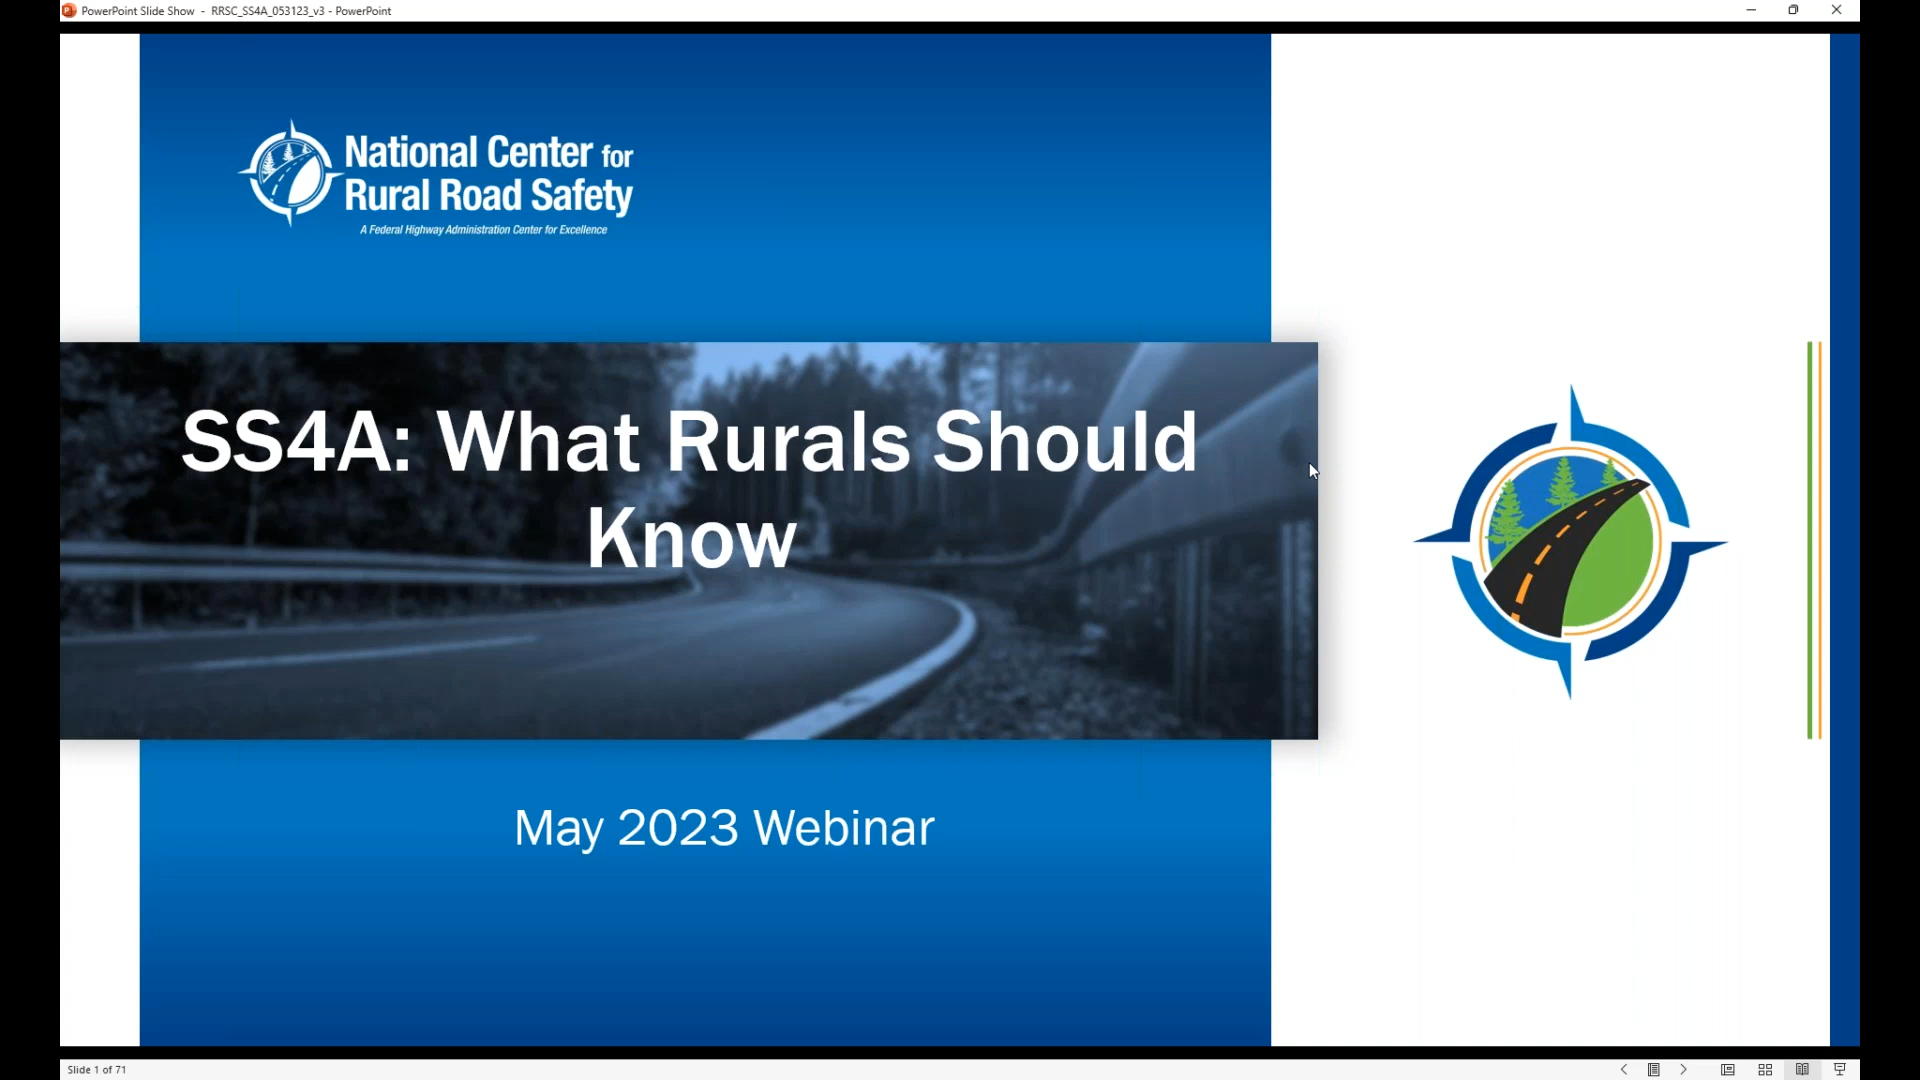 PowerPoint Slide Show - RRSC_SS4A_053123_v3 - PowerPoint
National Center for
Rural Road Safety
A Federal Highway Administration Center for Excellence
SS4A: What Rurals Should
Know
May 2023 Webinar
Slide 1 of 71